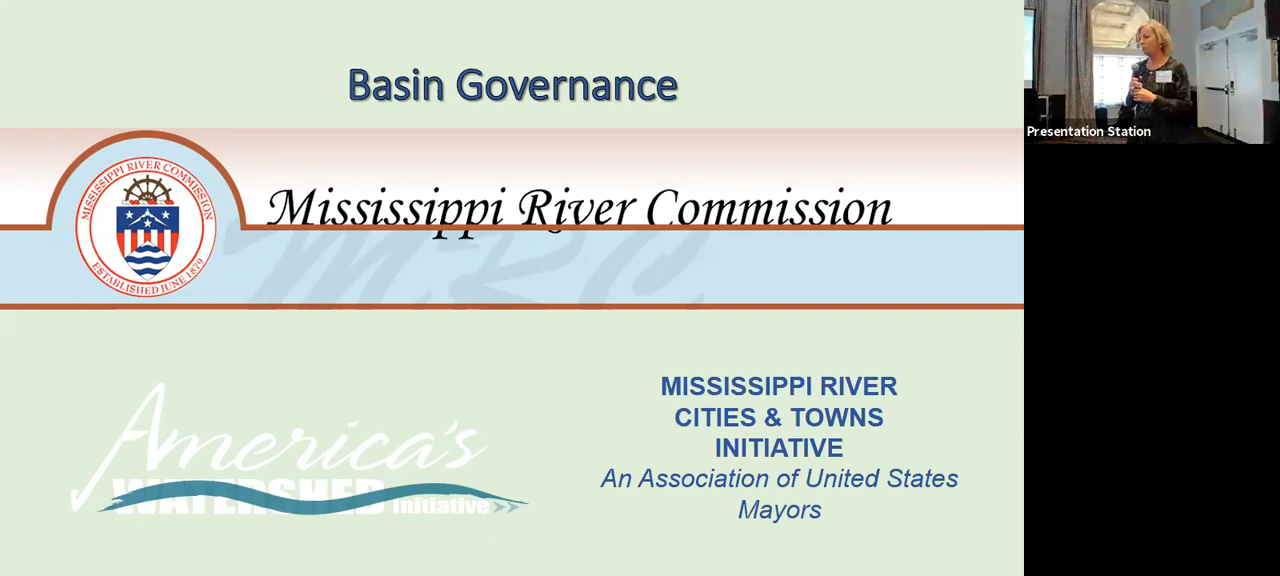 Basin Governance
MISSISSIPPI RIVER COMMISSION
ESTABLISHED JUNE 1879
Mississippi River Commission
MRC
America's
WATERSHED
initiative
MISSISSIPPI RIVER
CITIES & TOWNS
INITIATIVE
An Association of United States
Mayors
Presentation Station